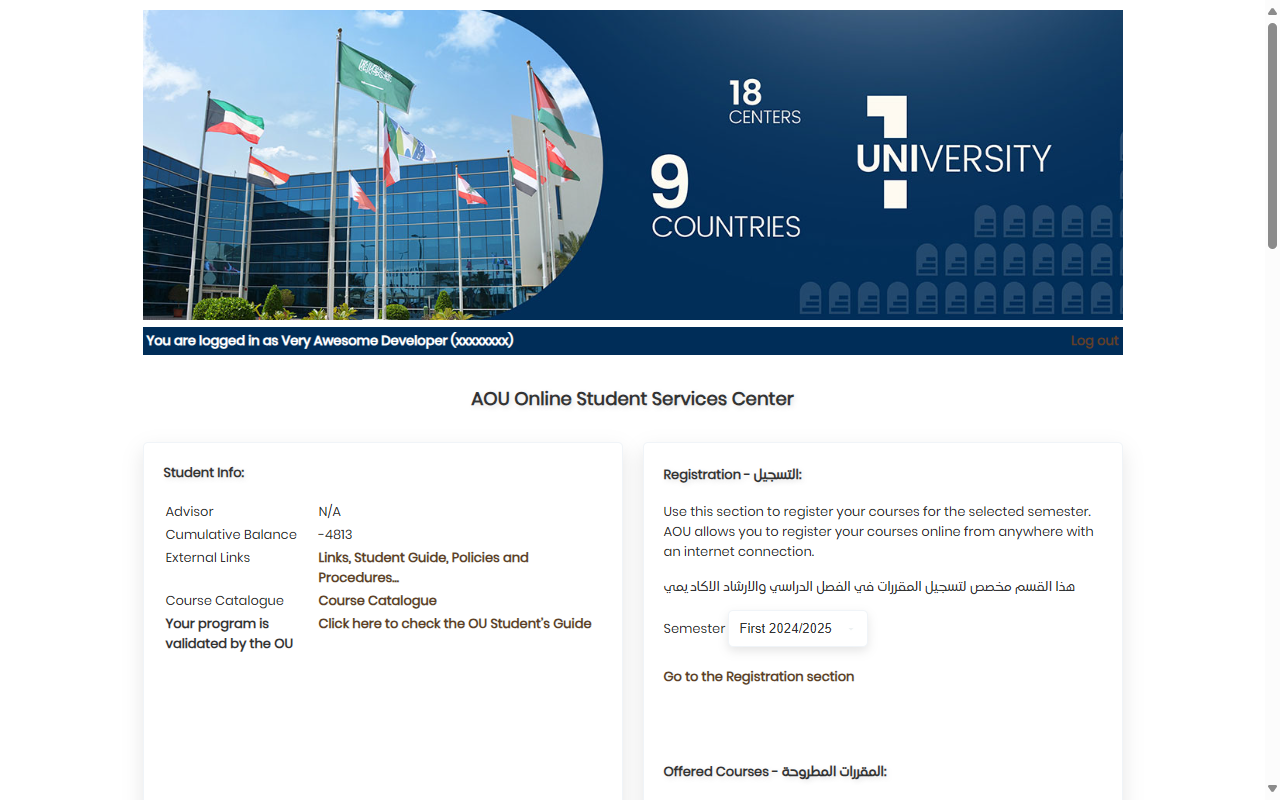 18
CENTERS
9
COUNTRIES
1
UNIVERSITY
You are logged in as Very Awesome Developer (xxxxxxxx)
Log out
AOU Online Student Services Center
Student Info:
Advisor N/A
Cumulative Balance -4813
External Links Links, Student Guide, Policies and
Procedures...
Course Catalogue Course Catalogue
Your program is Click here to check the OU Student's Guide
validated by the OU
Registration - التسجيل:
Use this section to register your courses for the selected semester.
AOU allows you to register your courses online from anywhere with
an internet connection.
هذا القسم مخصص لتسجيل المقررات في الفصل الدراسي والارشاد الاكاديمي
Semester First 2024/2025
Go to the Registration section
Offered Courses - المقررات المطروحة: